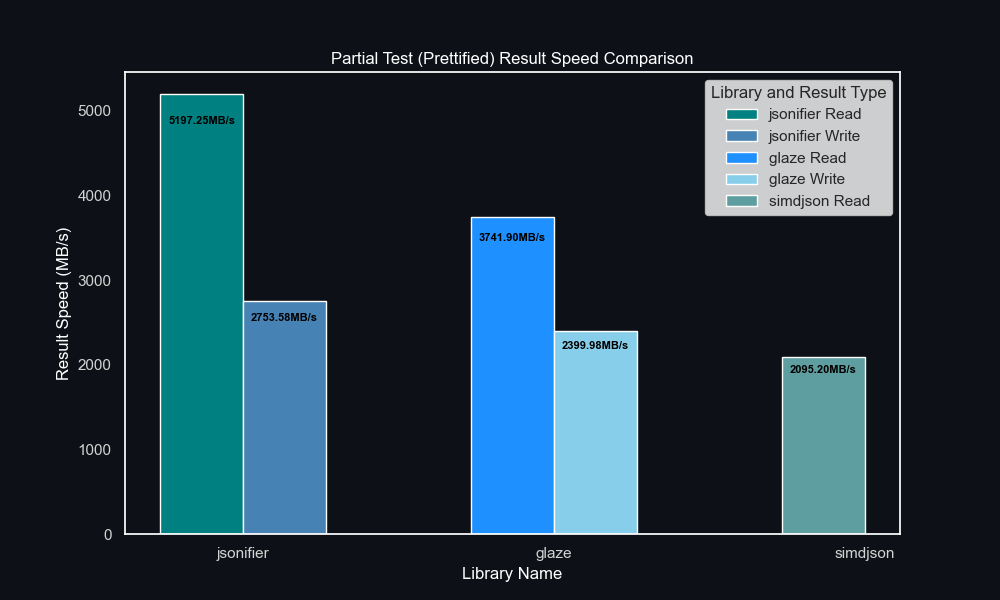 Partial Test (Prettified) Result Speed Comparison
Library and Result Type
jsonifier Read
jsonifier Write
glaze Read
glaze Write
simdjson Read
Result Speed (MB/s)
5000
4000
3000
2000
1000
0
5197.25MB/s
2753.58MB/s
3741.90MB/s
2399.98MB/s
2095.20MB/s
jsonifier
glaze
simdjson
Library Name